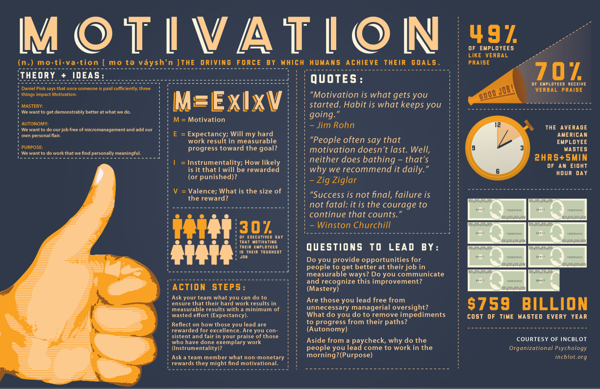 MOTIVATION
(n.) mo·ti·va·tion [ mo tə váysh'n ] THE DRIVING FORCE BY WHICH HUMANS ACHIEVE THEIR GOALS.
THEORY + IDEAS:
Daniel Pink says that once someone is paid sufficiently, three
things impact Motivation:
MASTERY:
We want to get demonstrably better at what we do.
AUTONOMY:
We want to do our job free of micromanagement and add our
own personal flair.
PURPOSE:
We want to do work that we find personally meaningful.
M=ExIxV
M = Motivation
E = Expectancy; Will my hard
work result in measurable
progress toward the goal?
I = Instrumentality; How likely
is it that I will be rewarded
(or punished)?
V = Valence; What is the size of
the reward?
30%
OF EXECUTIVES SAY
THAT MOTIVATING
THEIR EMPLOYEES
IS THEIR TOUGHEST
JOB
ACTION STEPS:
Ask your team what you can do to
ensure that their hard work results in
measurable results with a minimum of
wasted effort (Expectancy).
Reflect on how those you lead are
rewarded for excellence. Are you con-
sistent and fair in your praise of those
who have done exemplary work
(Instrumentality)?
Ask a team member what non-monetary
rewards they might find motivational.
QUOTES:
"Motivation is what gets you
started. Habit is what keeps you
going."
– Jim Rohn
"People often say that
motivation doesn't last. Well,
neither does bathing – that's
why we recommend it daily."
– Zig Ziglar
"Success is not final, failure is
not fatal: it is the courage to
continue that counts."
– Winston Churchill
QUESTIONS TO LEAD BY:
Do you provide opportunities for
people to get better at their job in
measurable ways? Do you communicate
and recognize this improvement?
(Mastery)
Are those you lead free from
unnecessary managerial oversight?
What do you do to remove impediments
to progress from their paths?
(Autonomy)
Aside from a paycheck, why do the
people you lead come to work in the
morning?(Purpose)
49%
OF EMPLOYEES
LIKE VERBAL
PRAISE
GOOD JOB!
70%
OF EMPLOYEES RECEIVE
VERBAL PRAISE
12
3
6
9
THE AVERAGE
AMERICAN
EMPLOYEE
WASTES
2HRS+5MIN
OF AN EIGHT
HOUR DAY
$759 BILLION
COST OF TIME WASTED EVERY YEAR
COURTESY OF INCBLOT
Organizational Psychology
incblot.org